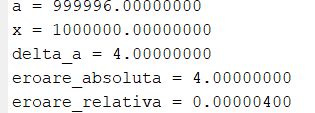 a = 999996.00000000
x = 1000000.00000000
delta_a = 4.00000000
eroare_absoluta = 4.00000000
eroare_relativa = 0.00000400